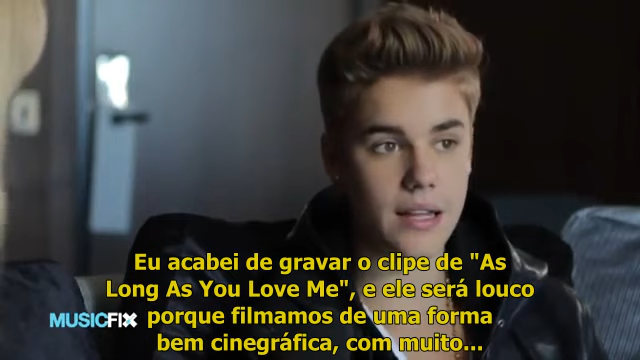 Eu acabei de gravar o clipe de "As
Long As You Love Me", e ele será louco
porque filmamos de uma forma
bem cinegráfica, com muito...
MUSICFIX